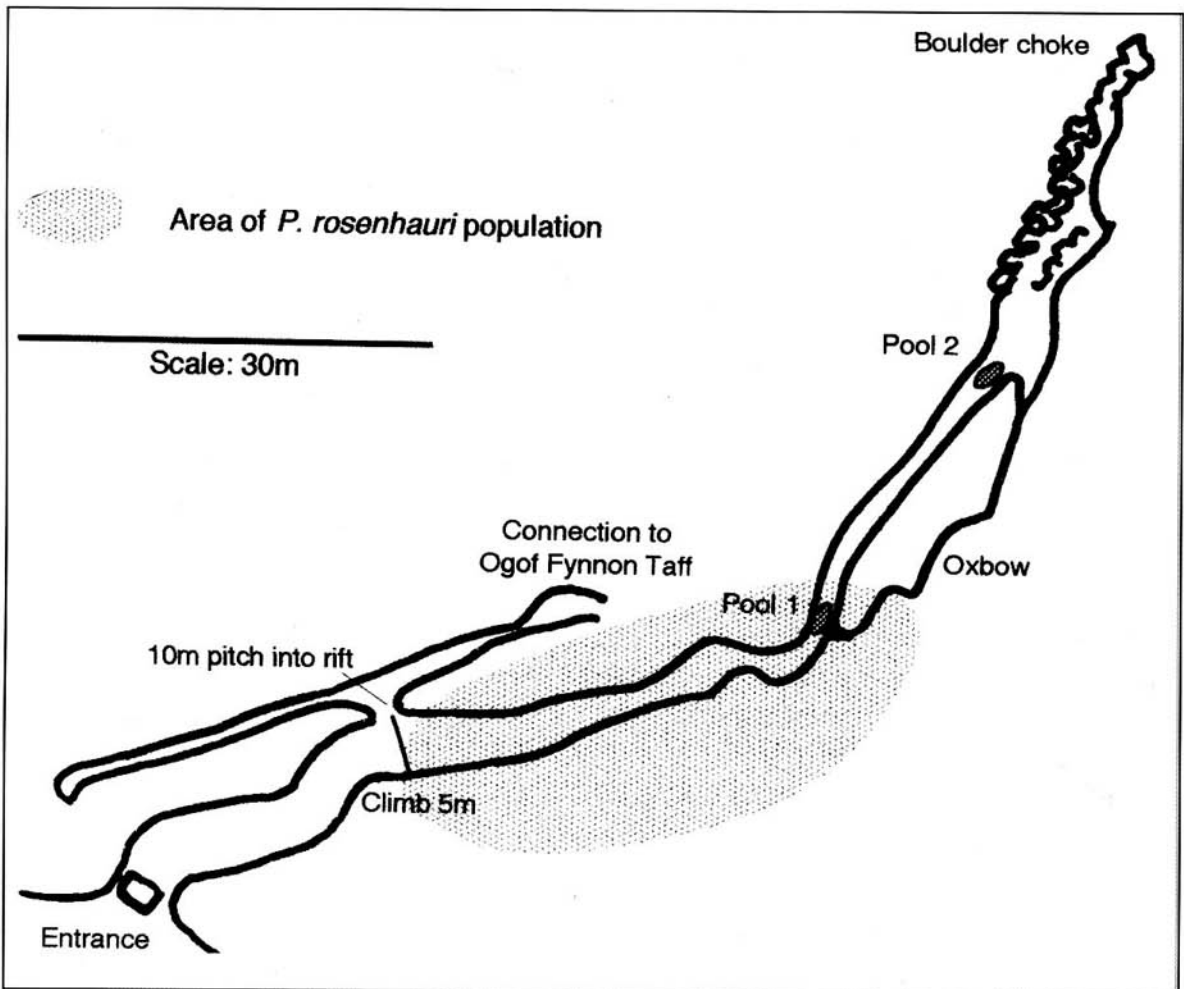 Boulder choke
Area of P. rosenhauri population
Scale: 30m
Pool 2
Connection to
Ogof Fynnon Taff
Oxbow
Pool 1
10m pitch into rift
Climb 5m
Entrance